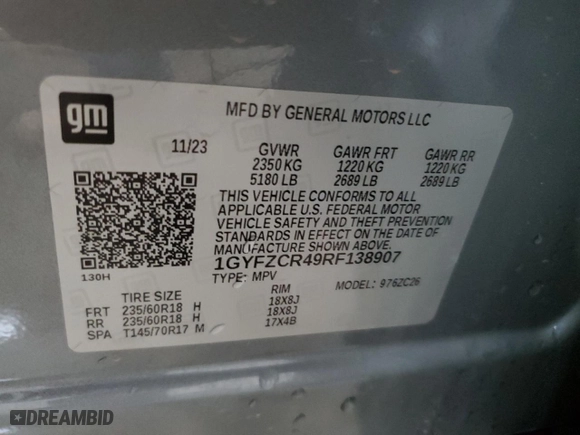 gm
MFD BY GENERAL MOTORS LLC
11/23 GVWR GAWR FRT GAWR RR
2350 KG 1220 KG 1220 KG
5180 LB 2689 LB 2689 LB
THIS VEHICLE CONFORMS TO ALL
APPLICABLE U.S. FEDERAL MOTOR
VEHICLE SAFETY AND THEFT PREVENTION
STANDARDS IN EFFECT ON THE DATE OF
MANUFACTURE SHOWN ABOVE.
1GYFZCR49RF138907
130H
TYPE: MPV MODEL: 976ZC26
TIRE SIZE RIM
FRT 235/60R18 H 18X8J
RR 235/60R18 H 18X8J
SPA T145/70R17 M 17X4B
DREAMBID